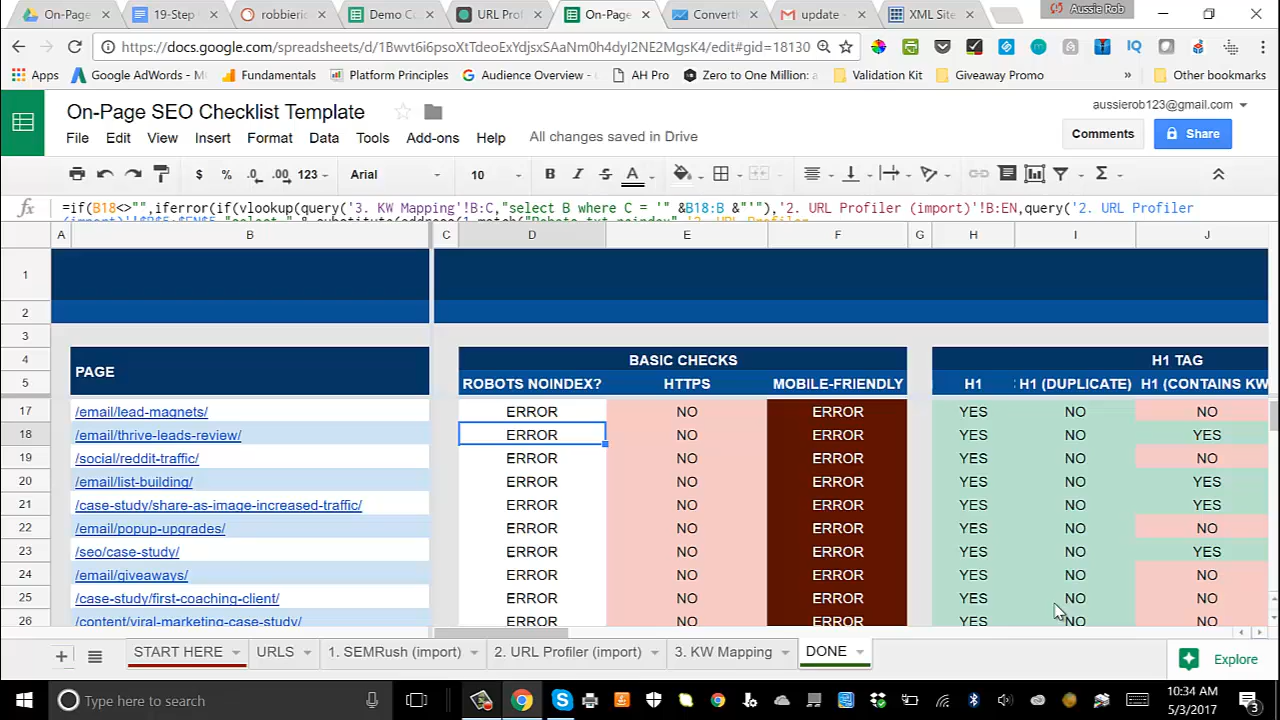 On-Page
19-Step
robbierie
Demo C
URL Prof
On-Page
Converti
update -
XML Site
Aussie Rob
https://docs.google.com/spreadsheets/d/1Bwvt6i6psoXtTdeoExYdjsxSAaNm0h4dyI2NE2MgsK4/edit#gid=18130
Apps
Google AdWords - Mo
Fundamentals
Platform Principles
Audience Overview -
AH Pro
Zero to One Million: a
Validation Kit
Giveaway Promo
»
Other bookmarks
On-Page SEO Checklist Template
aussierob123@gmail.com
File Edit View Insert Format Data Tools Add-ons Help All changes saved in Drive
Comments
Share
$ % .0 .00 123 Arial 10 B I S A
fx =if(B18<>"",iferror(if(vlookup(query('3. KW Mapping'!B:C,"select B where C = '" &B18:B &"'"),'2. URL Profiler (import)'!B:EN,query('2. URL Profiler
A B C D E F G H I J
1
2
3
4 BASIC CHECKS H1 TAG
PAGE
5 ROBOTS NOINDEX? HTTPS MOBILE-FRIENDLY H1 H1 (DUPLICATE) H1 (CONTAINS KW
17 /email/lead-magnets/ ERROR NO ERROR YES NO NO
18 /email/thrive-leads-review/ ERROR NO ERROR YES NO YES
19 /social/reddit-traffic/ ERROR NO ERROR YES NO NO
20 /email/list-building/ ERROR NO ERROR YES NO YES
21 /case-study/share-as-image-increased-traffic/ ERROR NO ERROR YES NO YES
22 /email/popup-upgrades/ ERROR NO ERROR YES NO NO
23 /seo/case-study/ ERROR NO ERROR YES NO YES
24 /email/giveaways/ ERROR NO ERROR YES NO NO
25 /case-study/first-coaching-client/ ERROR NO ERROR YES NO NO
26 /content/viral-marketing-case-study/ ERROR NO ERROR YES NO NO
START HERE URLS 1. SEMRush (import) 2. URL Profiler (import) 3. KW Mapping DONE
Explore
Type here to search
10:34 AM
5/3/2017